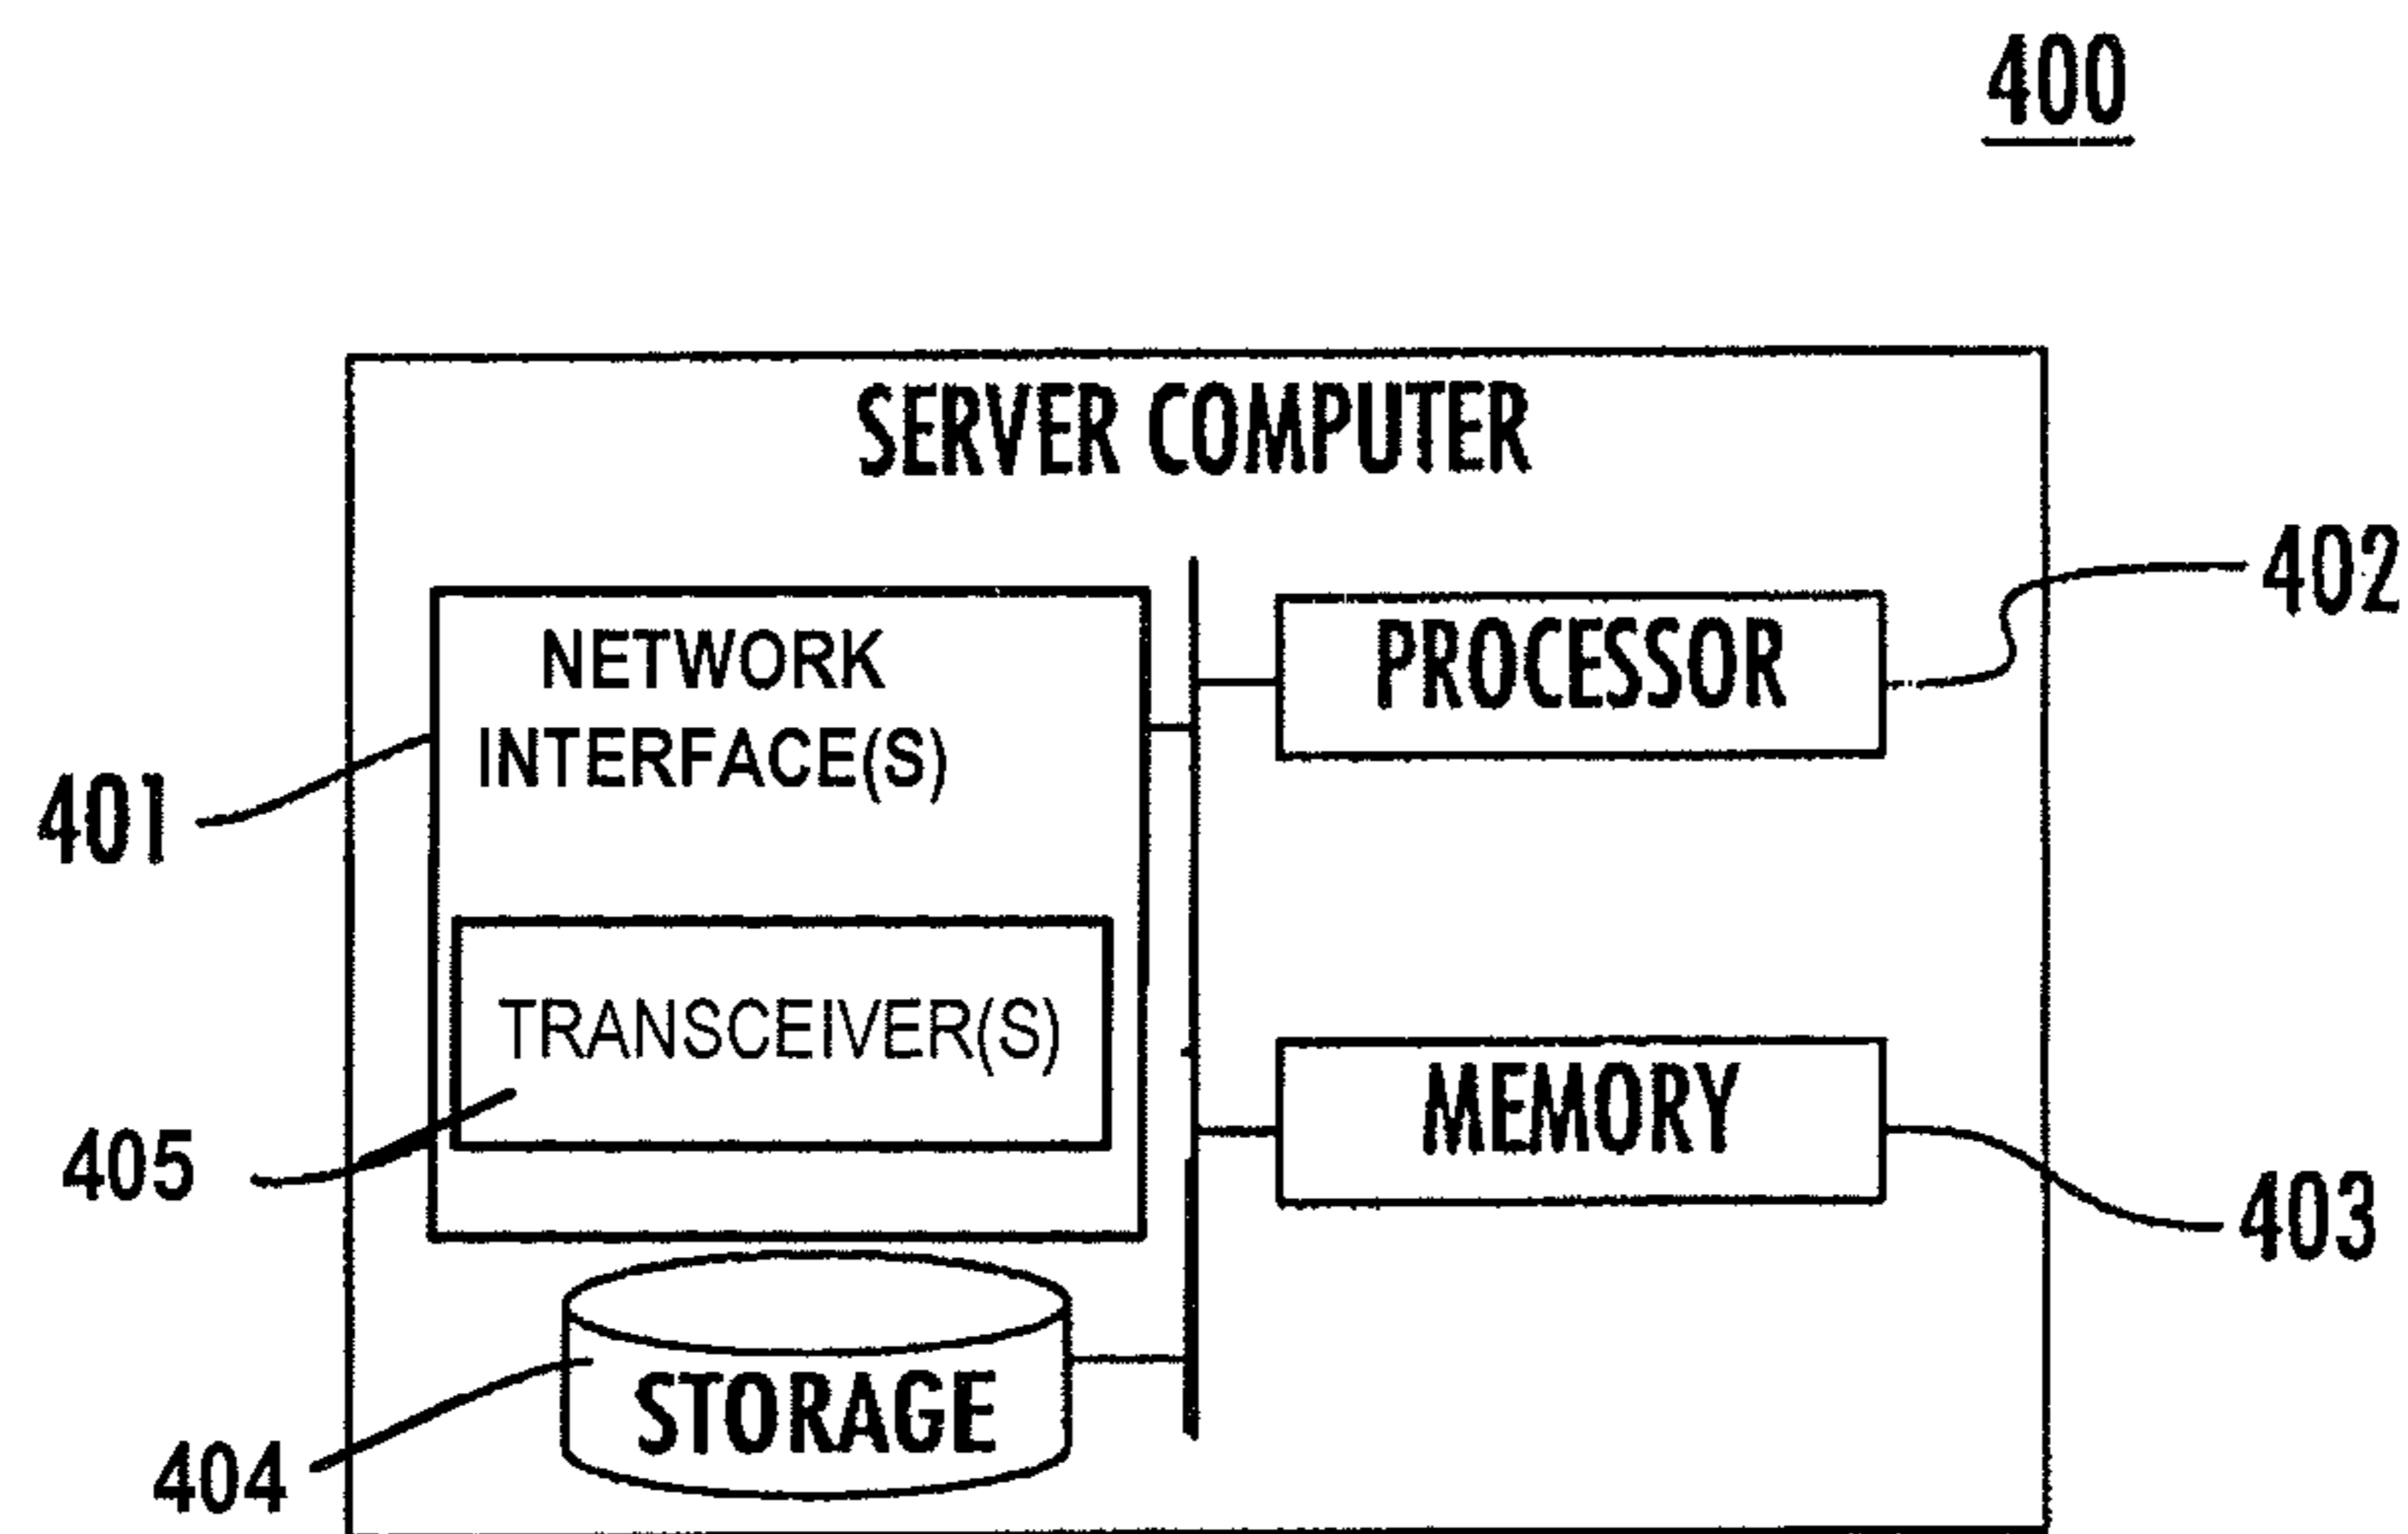 400
SERVER COMPUTER
402
NETWORK
INTERFACE(S)
PROCESSOR
401
TRANSCEIVER(S)
MEMORY
405
403
STORAGE
404